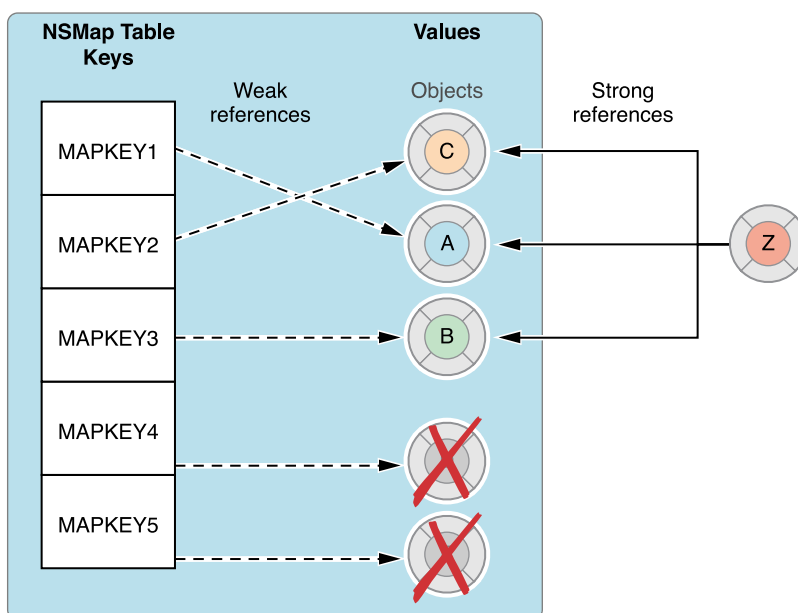 NSMap Table
Keys
Values
Weak
references
Objects
Strong
references
MAPKEY1
MAPKEY2
MAPKEY3
MAPKEY4
MAPKEY5
C
A
B
Z